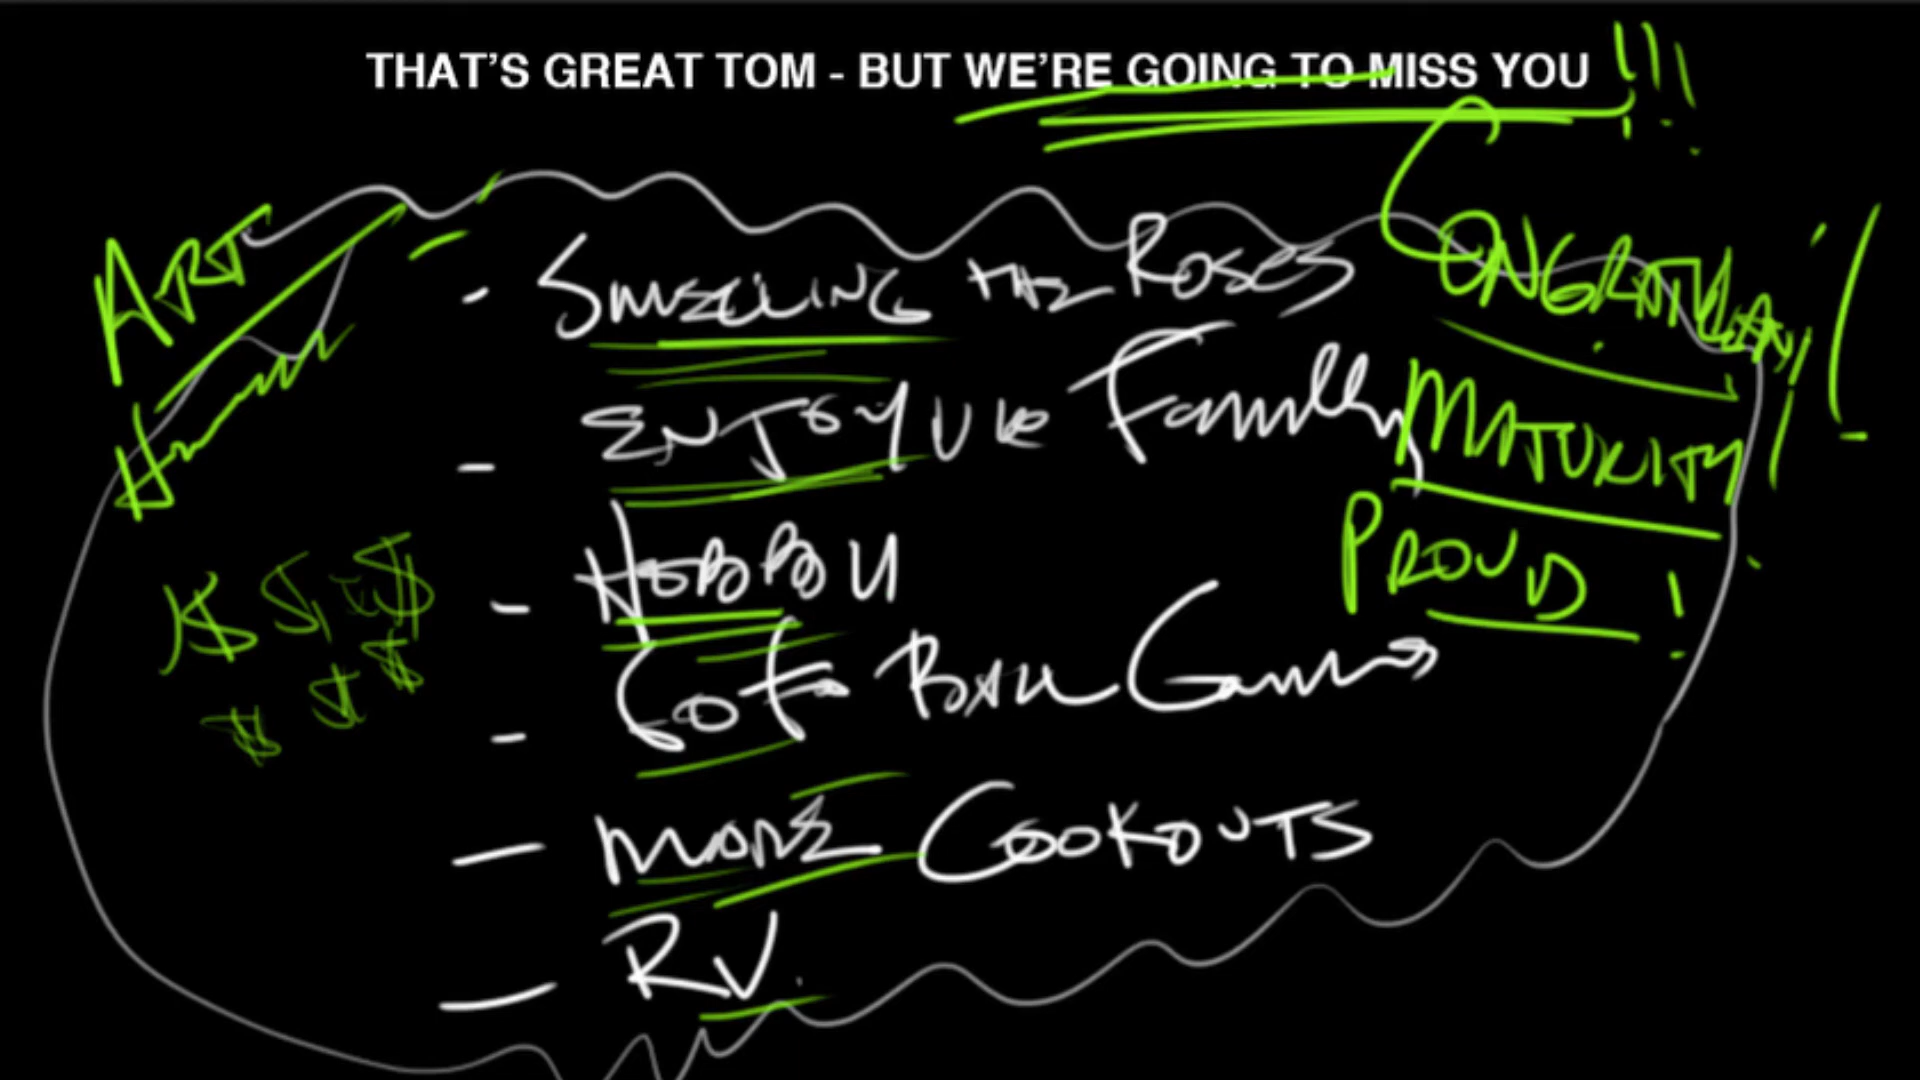 THAT'S GREAT TOM - BUT WE'RE GOING TO MISS YOU !!!
ART
- SMELLING THE ROSES
CONGRATULATIONS!
- ENJOY UR FAMILY
MATURITY
- HOBBY
PROUD!
$ $ $ $
$ $ $
- GO TO BALL GAMES
- MORE COOKOUTS
- RV